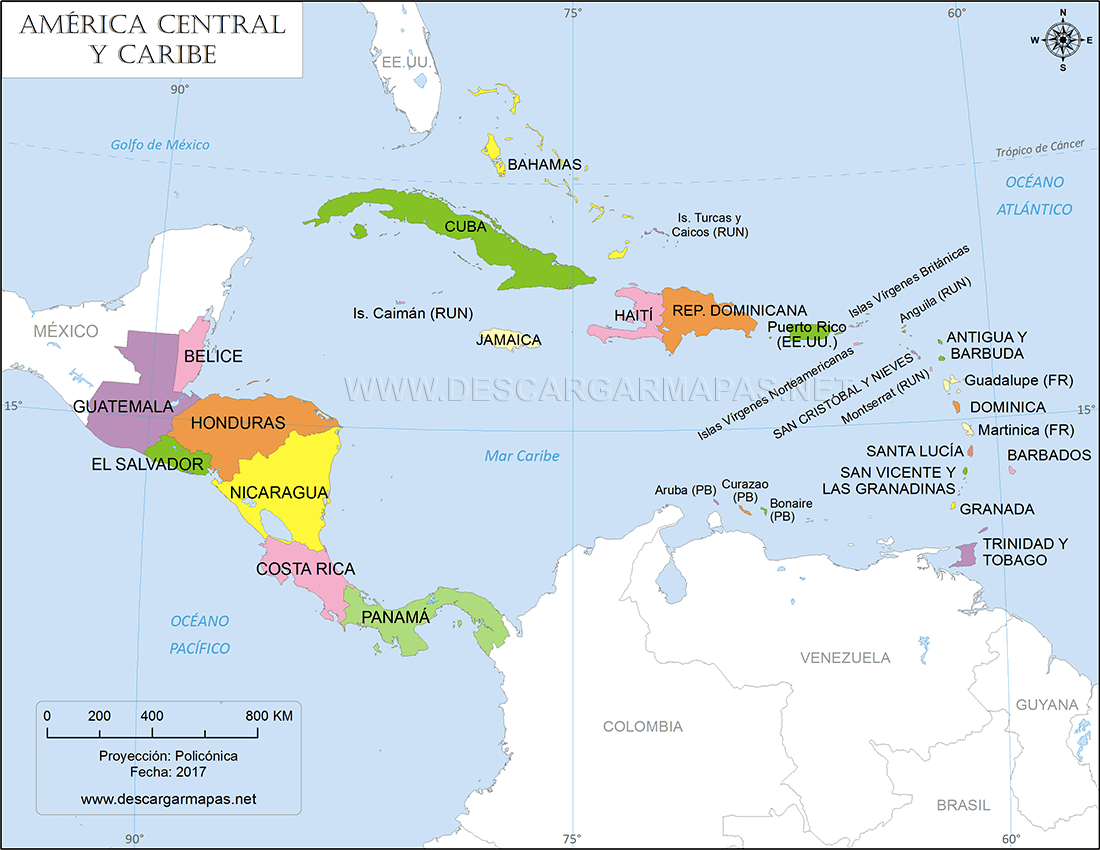 AMÉRICA CENTRAL
Y CARIBE
75°
60°
N
W
E
S
EE.UU.
90°
Golfo de México
Trópico de Cáncer
BAHAMAS
OCÉANO
ATLÁNTICO
CUBA
Is. Turcas y
Caicos (RUN)
Islas Vírgenes Británicas
Anguila (RUN)
Is. Caimán (RUN)
HAITÍ
REP. DOMINICANA
Puerto Rico
(EE.UU.)
MÉXICO
JAMAICA
ANTIGUA Y
BARBUDA
BELICE
Islas Vírgenes Norteamericanas
SAN CRISTÓBAL Y NIEVES
Montserrat (RUN)
Guadalupe (FR)
WWW.DESCARGARMAPAS.NET
15°
GUATEMALA
HONDURAS
DOMINICA
15°
Martinica (FR)
EL SALVADOR
Mar Caribe
SANTA LUCÍA
BARBADOS
SAN VICENTE Y
LAS GRANADINAS
NICARAGUA
Aruba (PB)
Curazao
(PB)
Bonaire
(PB)
GRANADA
TRINIDAD Y
TOBAGO
COSTA RICA
PANAMÁ
OCÉANO
PACÍFICO
VENEZUELA
GUYANA
COLOMBIA
BRASIL
0 200 400 800 KM
Proyección: Policónica
Fecha: 2017
www.descargarmapas.net
90°
75°
60°